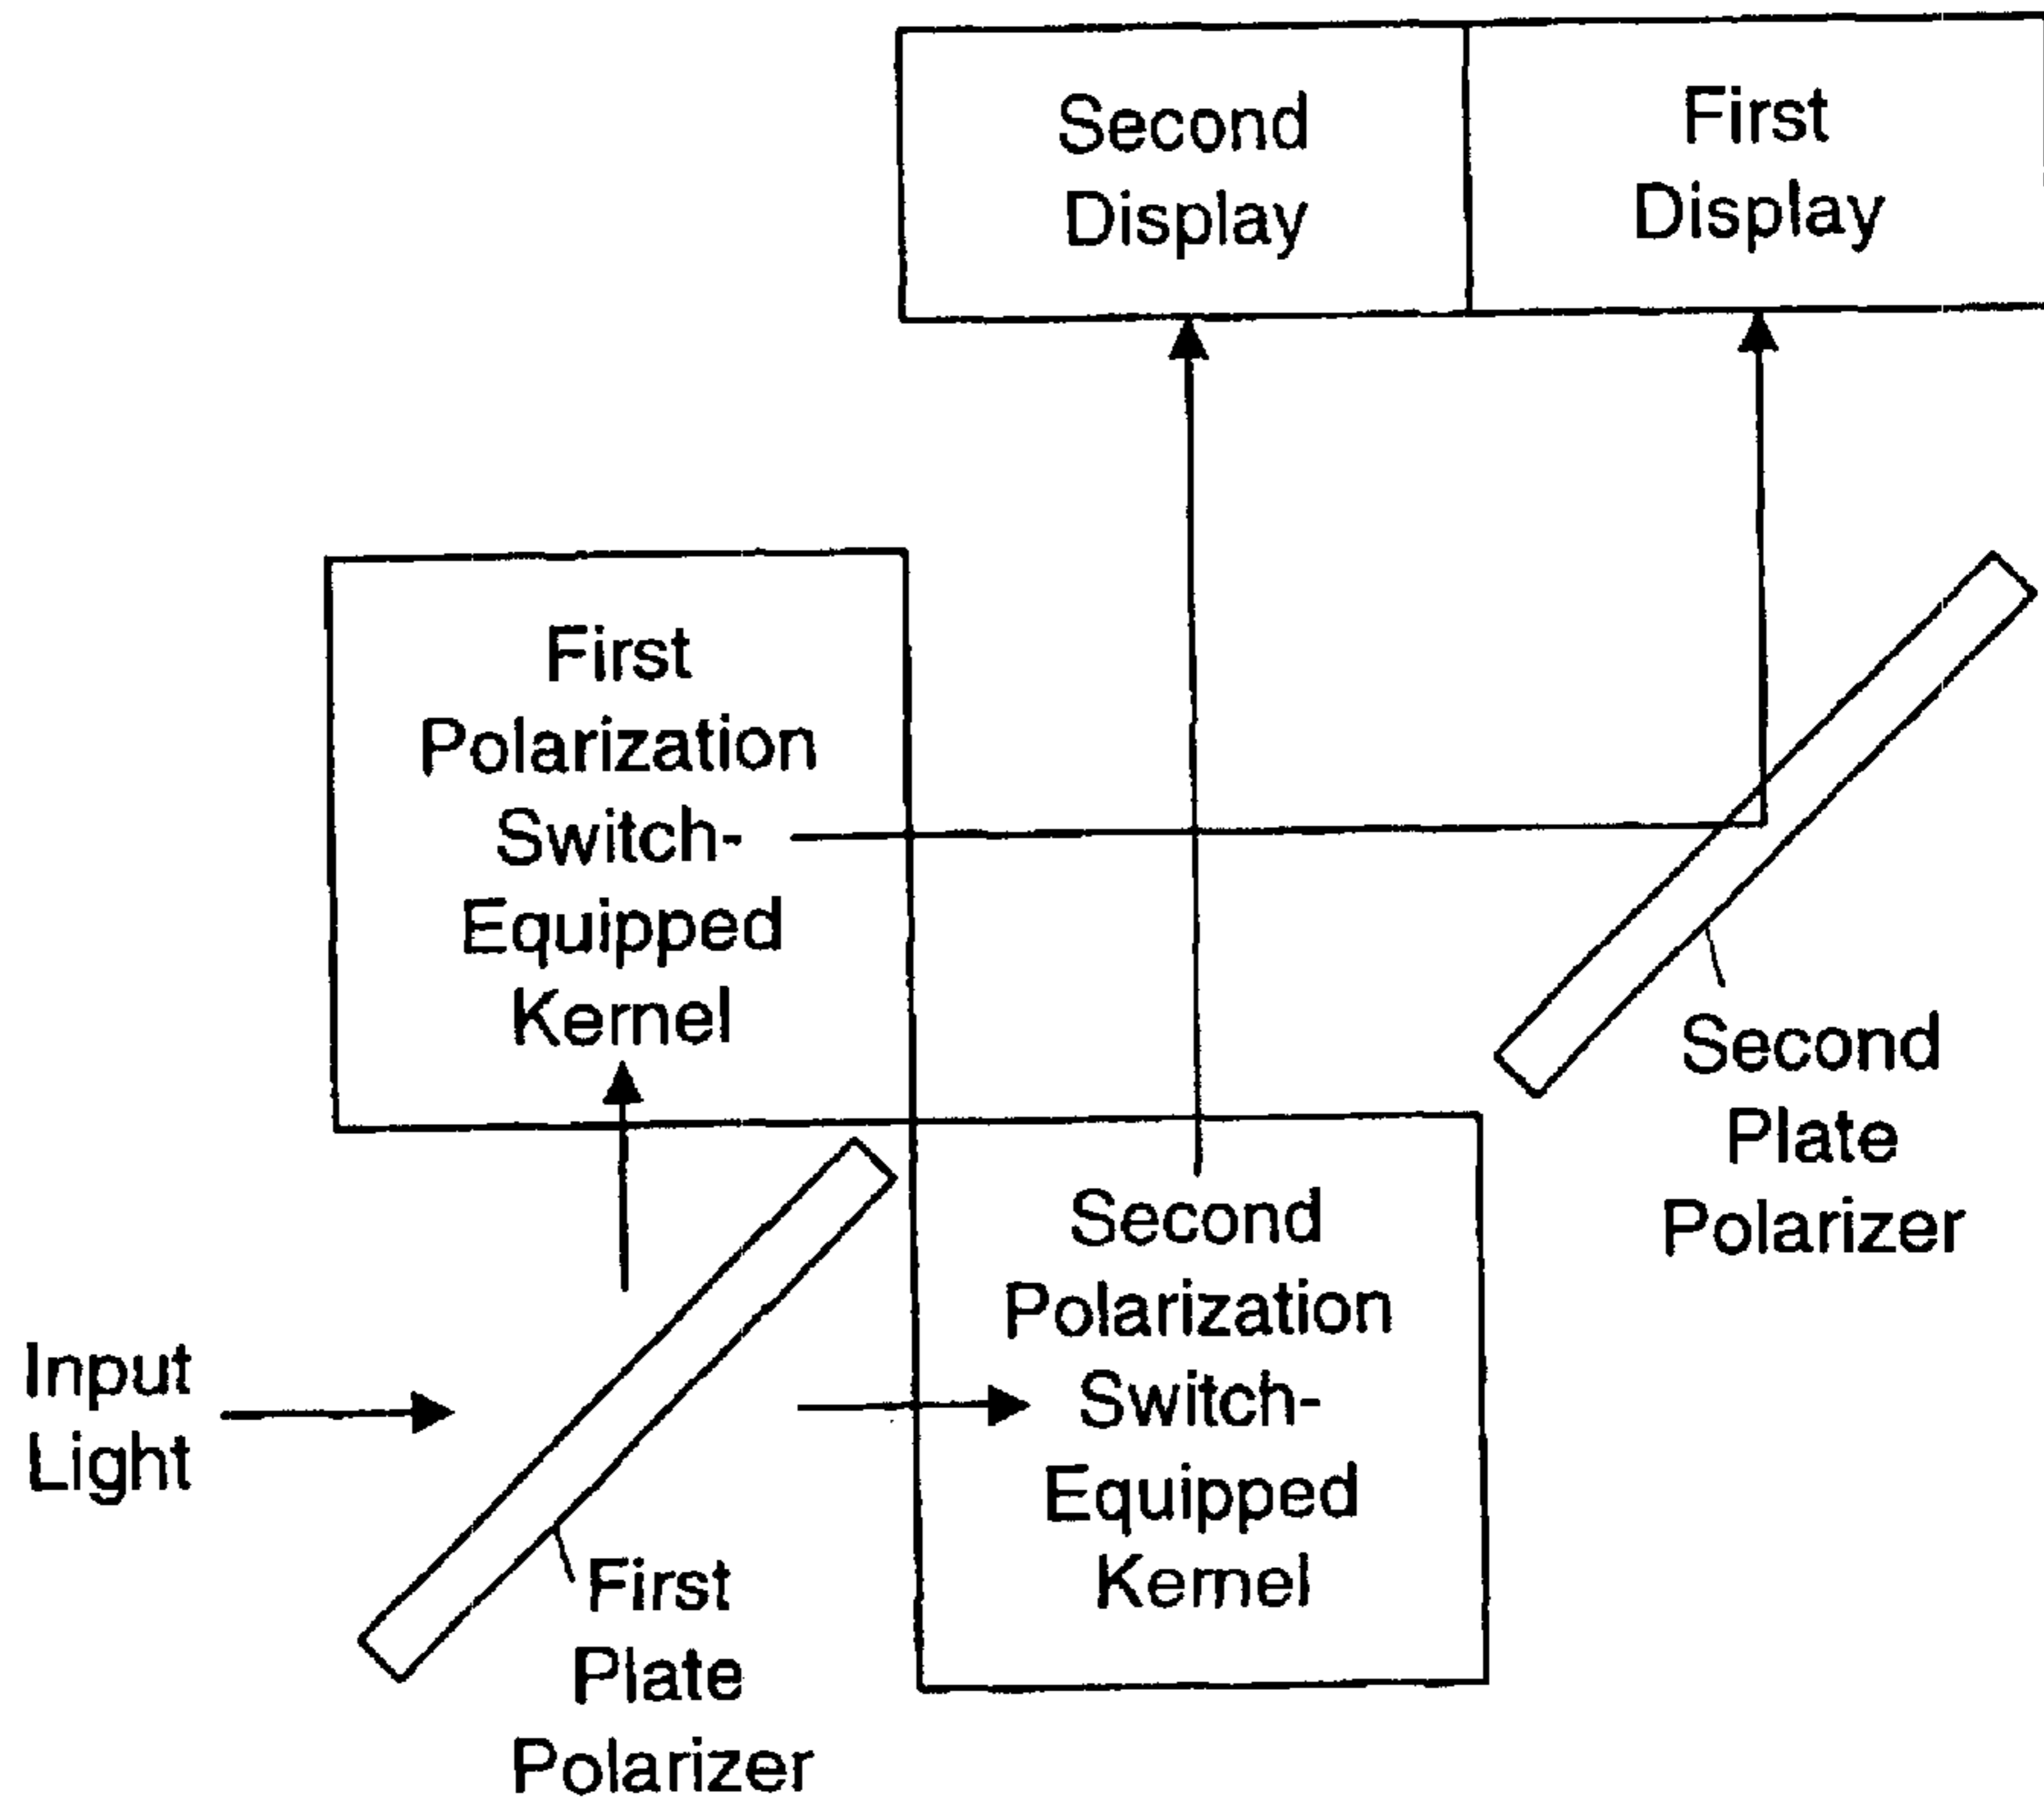 Second
Display
First
Display
First
Polarization
Switch-
Equipped
Kernel
Second
Plate
Polarizer
Second
Polarization
Switch-
Equipped
Kernel
Input
Light
First
Plate
Polarizer